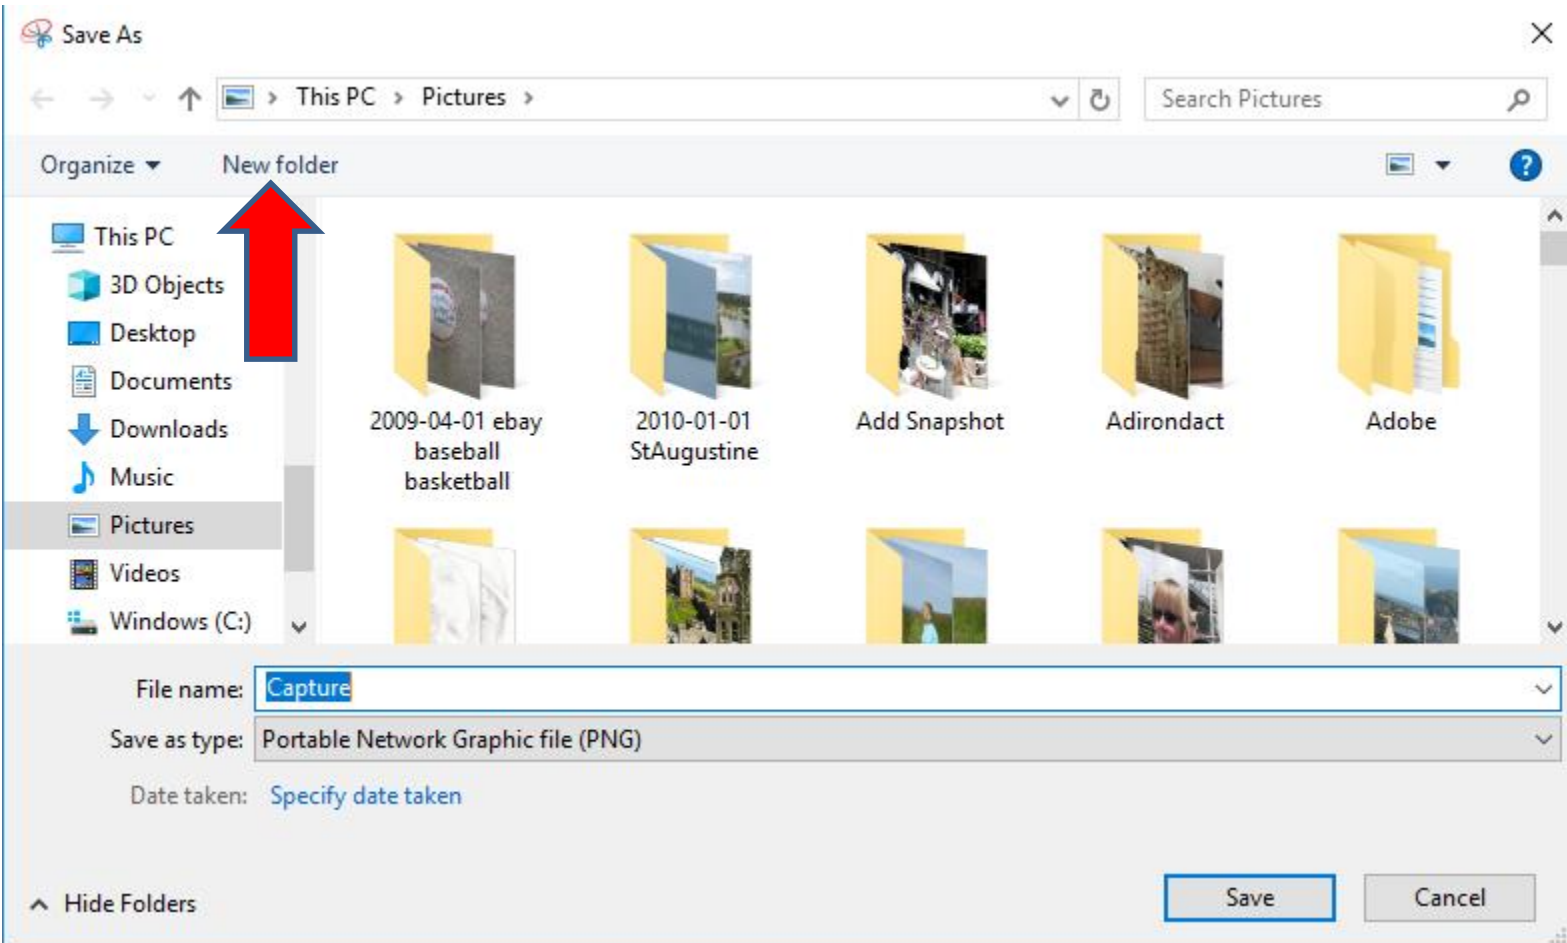 Save As
This PC > Pictures >
Search Pictures
Organize
New folder
This PC
3D Objects
Desktop
Documents
Downloads
Music
Pictures
Videos
Windows (C:)
2009-04-01 ebay
baseball
basketball
2010-01-01
StAugustine
Add Snapshot
Adirondact
Adobe
File name: Capture
Save as type: Portable Network Graphic file (PNG)
Date taken: Specify date taken
Hide Folders
Save
Cancel